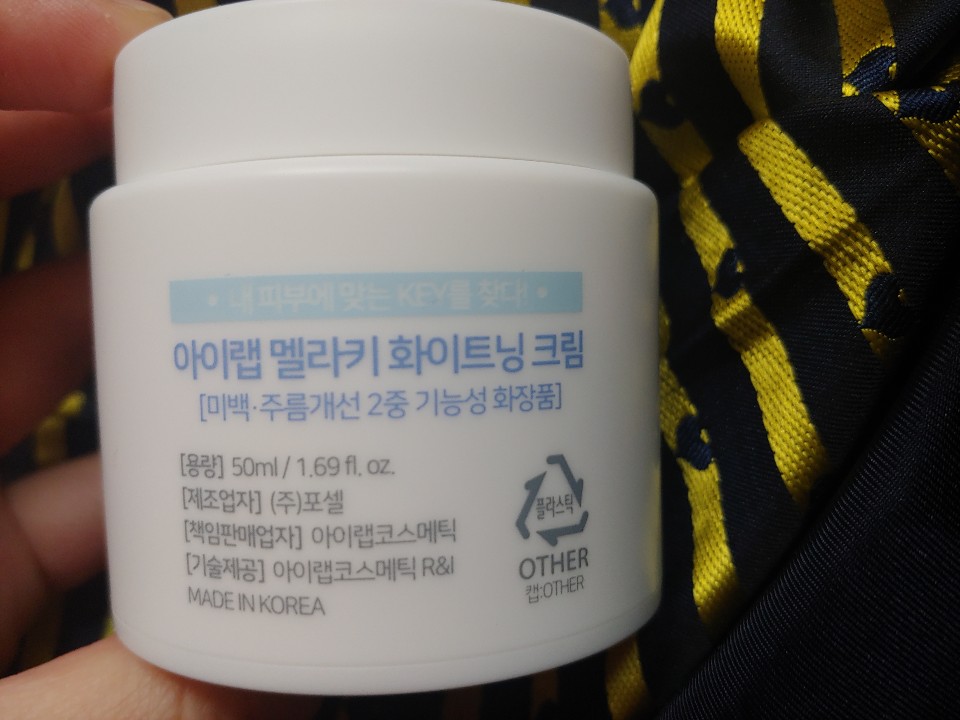 • 내 피부에 맞는 KEY를 찾다! •
아이랩 멜라키 화이트닝 크림
[미백·주름개선 2중 기능성 화장품]
[용량] 50ml / 1.69 fl. oz.
[제조업자] (주)포셀
[책임판매업자] 아이랩코스메틱
[기술제공] 아이랩코스메틱 R&I
MADE IN KOREA
플라스틱
OTHER
캡:OTHER